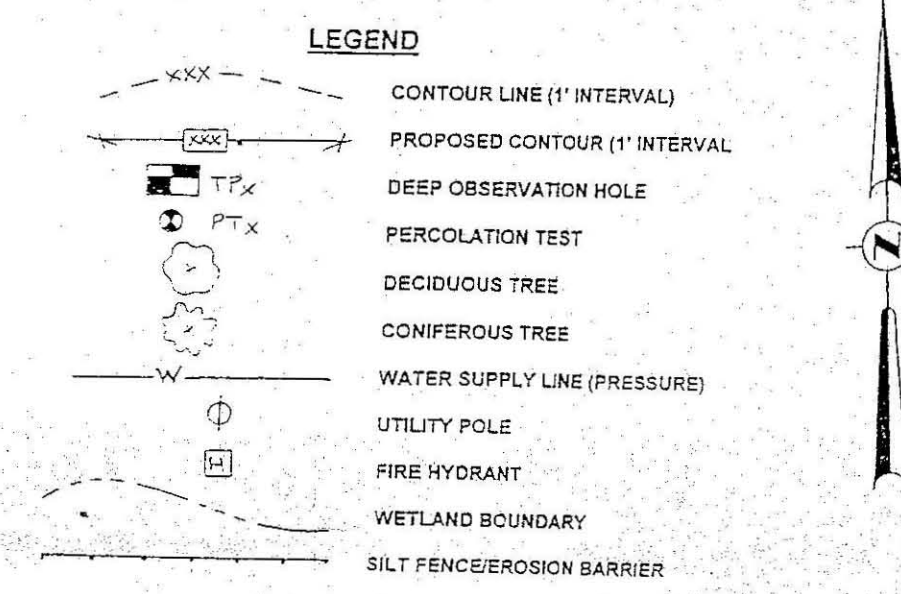 LEGEND
XXX CONTOUR LINE (1' INTERVAL)
XXX PROPOSED CONTOUR (1' INTERVAL
TPX DEEP OBSERVATION HOLE
PTX PERCOLATION TEST
DECIDUOUS TREE
CONIFEROUS TREE
W WATER SUPPLY LINE (PRESSURE)
UTILITY POLE
H FIRE HYDRANT
WETLAND BOUNDARY
SILT FENCE/EROSION BARRIER
N